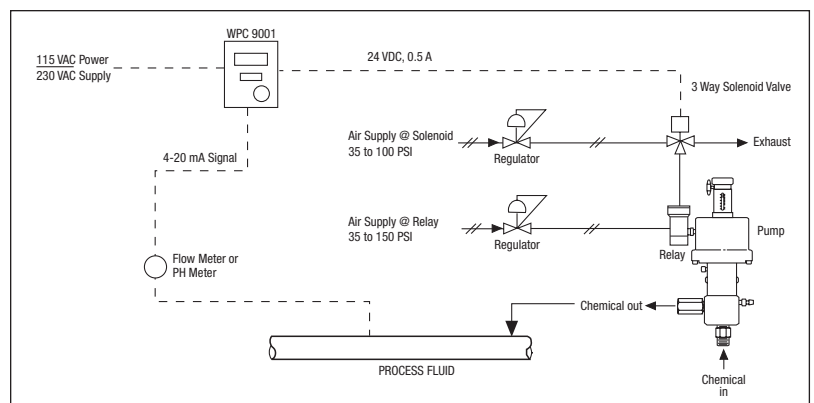 WPC 9001
115 VAC Power
230 VAC Supply
24 VDC, 0.5 A
3 Way Solenoid Valve
Air Supply @ Solenoid
35 to 100 PSI
Regulator
Exhaust
4-20 mA Signal
Air Supply @ Relay
35 to 150 PSI
Regulator
Relay
Pump
Flow Meter or
PH Meter
Chemical out
PROCESS FLUID
Chemical
in